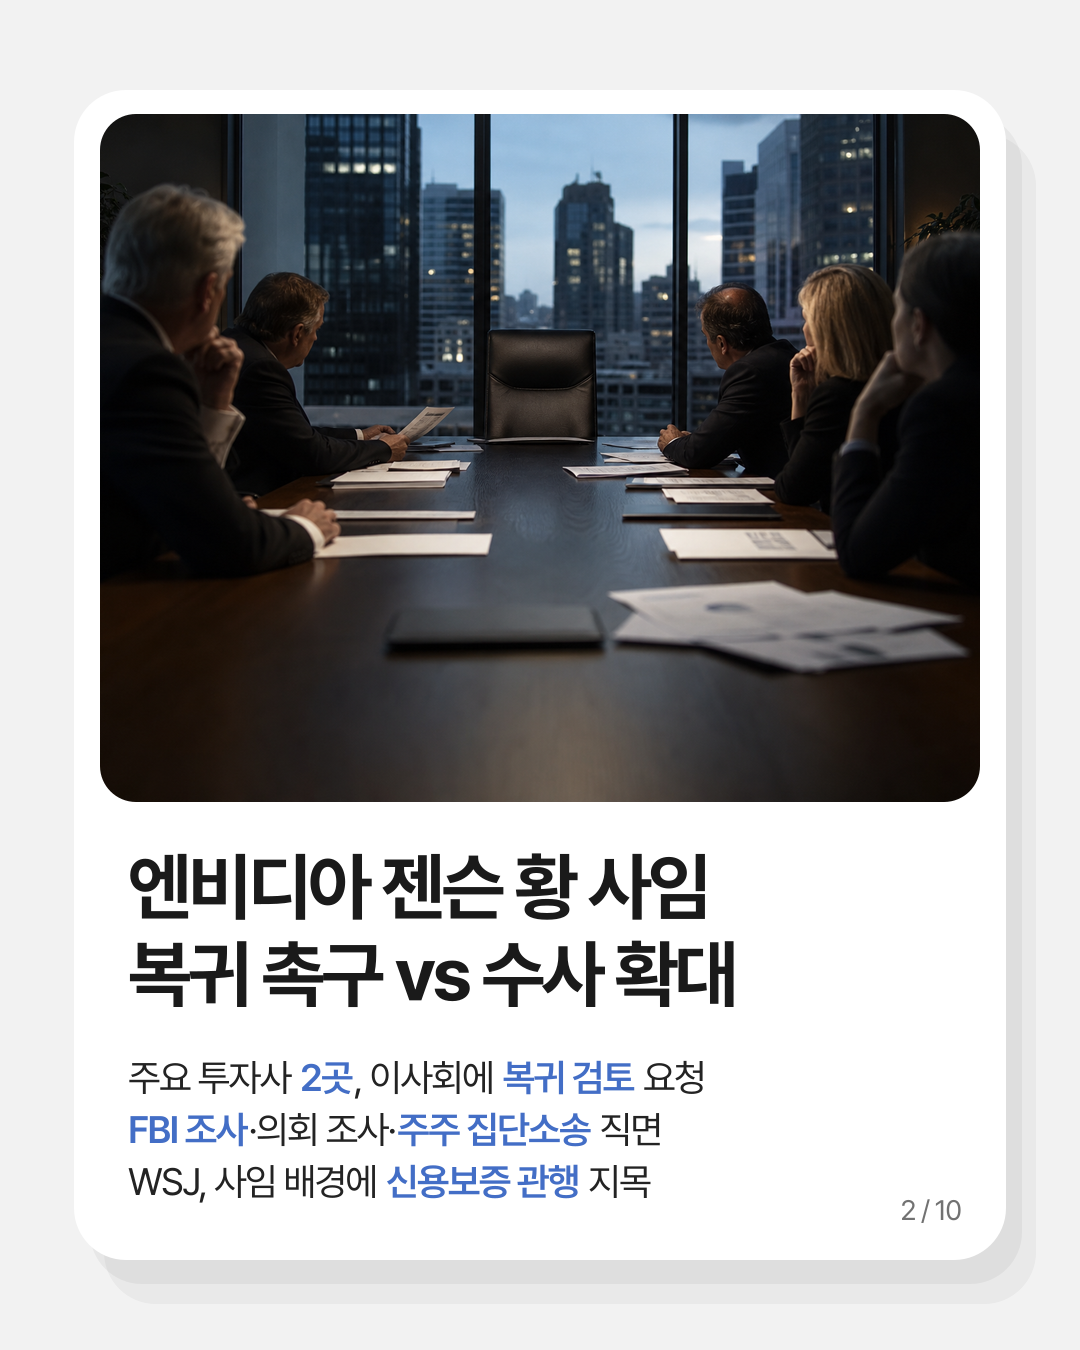 엔비디아 젠슨 황 사임
복귀 촉구 vs 수사 확대
주요 투자사 2곳, 이사회에 복귀 검토 요청
FBI 조사·의회 조사·주주 집단소송 직면
WSJ, 사임 배경에 신용보증 관행 지목
2 / 10